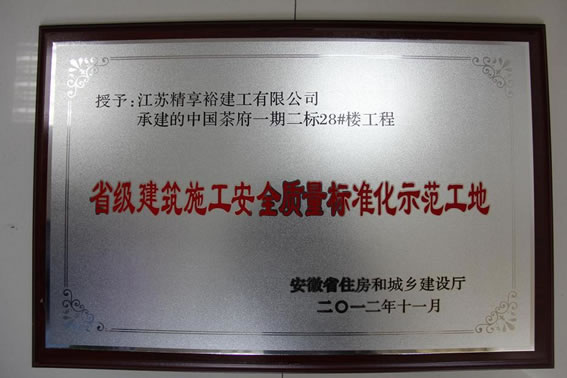 授予:江苏精享裕建工有限公司
承建的中国茶府一期二标28#楼工程
省级建筑施工安全质量标准化示范工地
安徽省住房和城乡建设厅
二〇一二年十一月